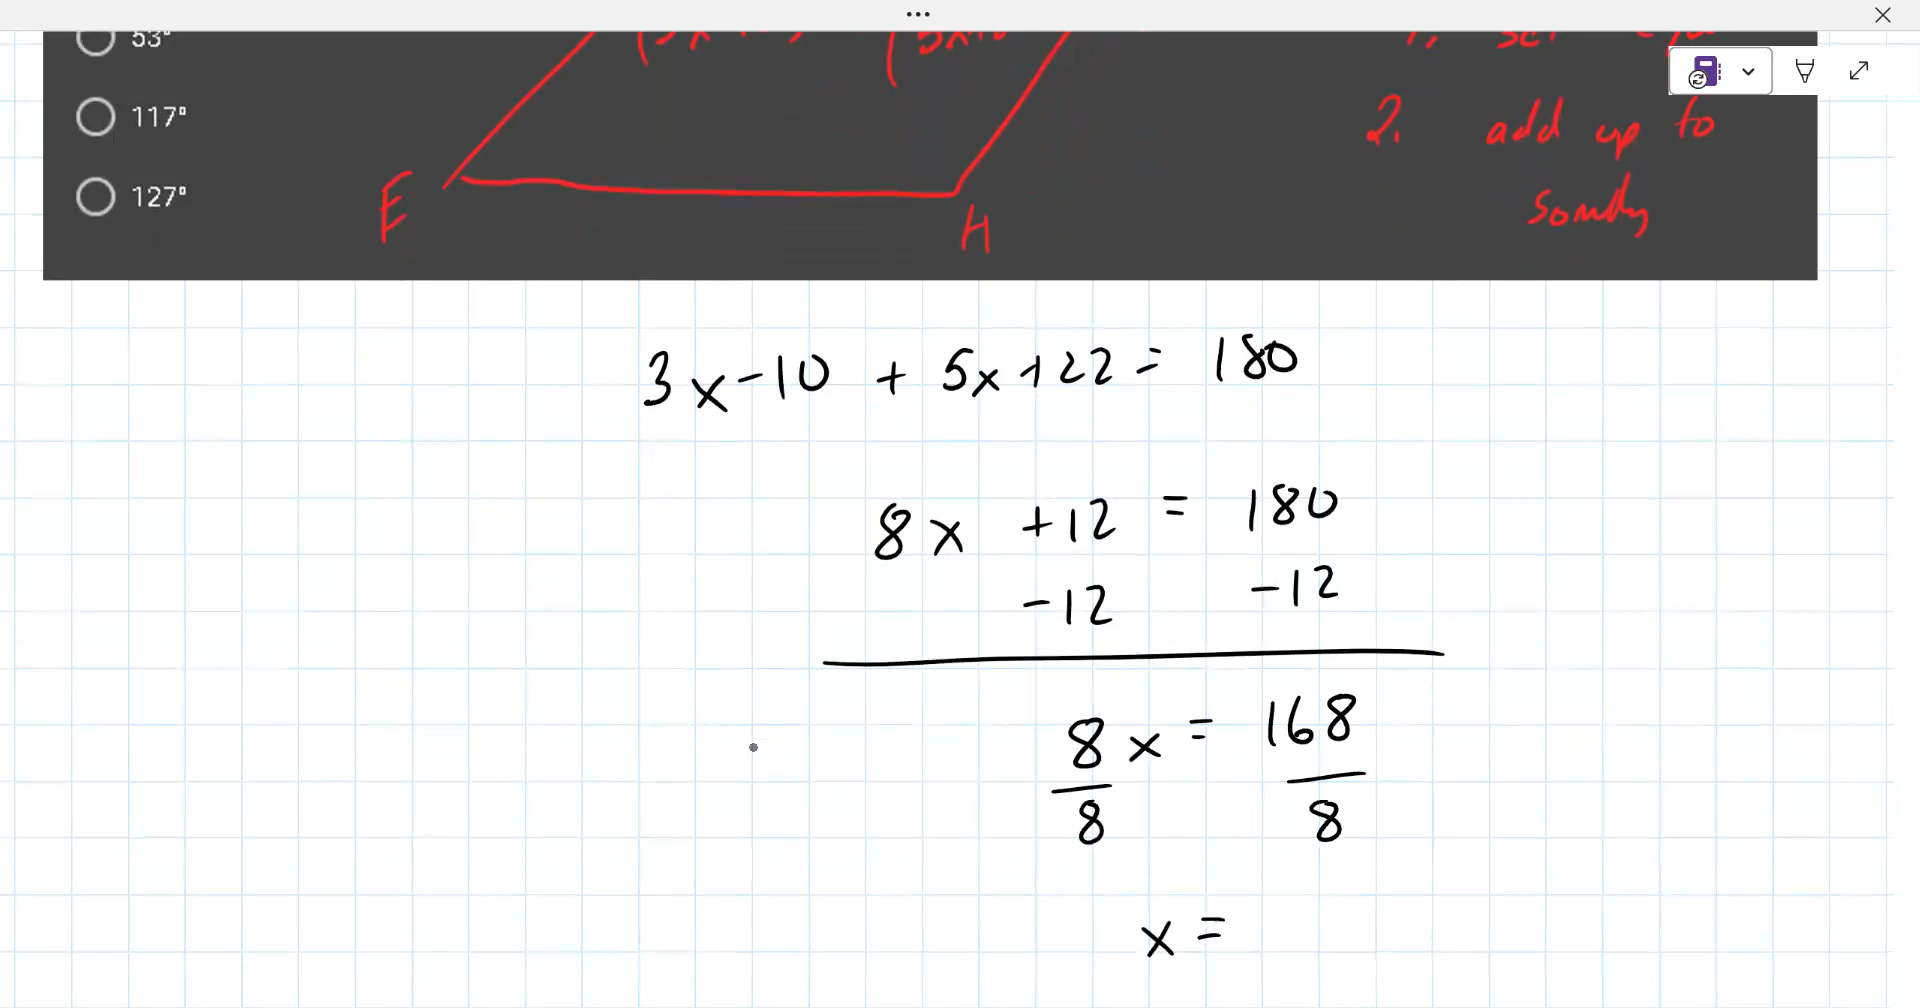 53°
117°
127°
E
H
2. add up to
3x-10 + 5x+22 = 180
8x +12 = 180
-12 -12
8x = 168
8 8
x =